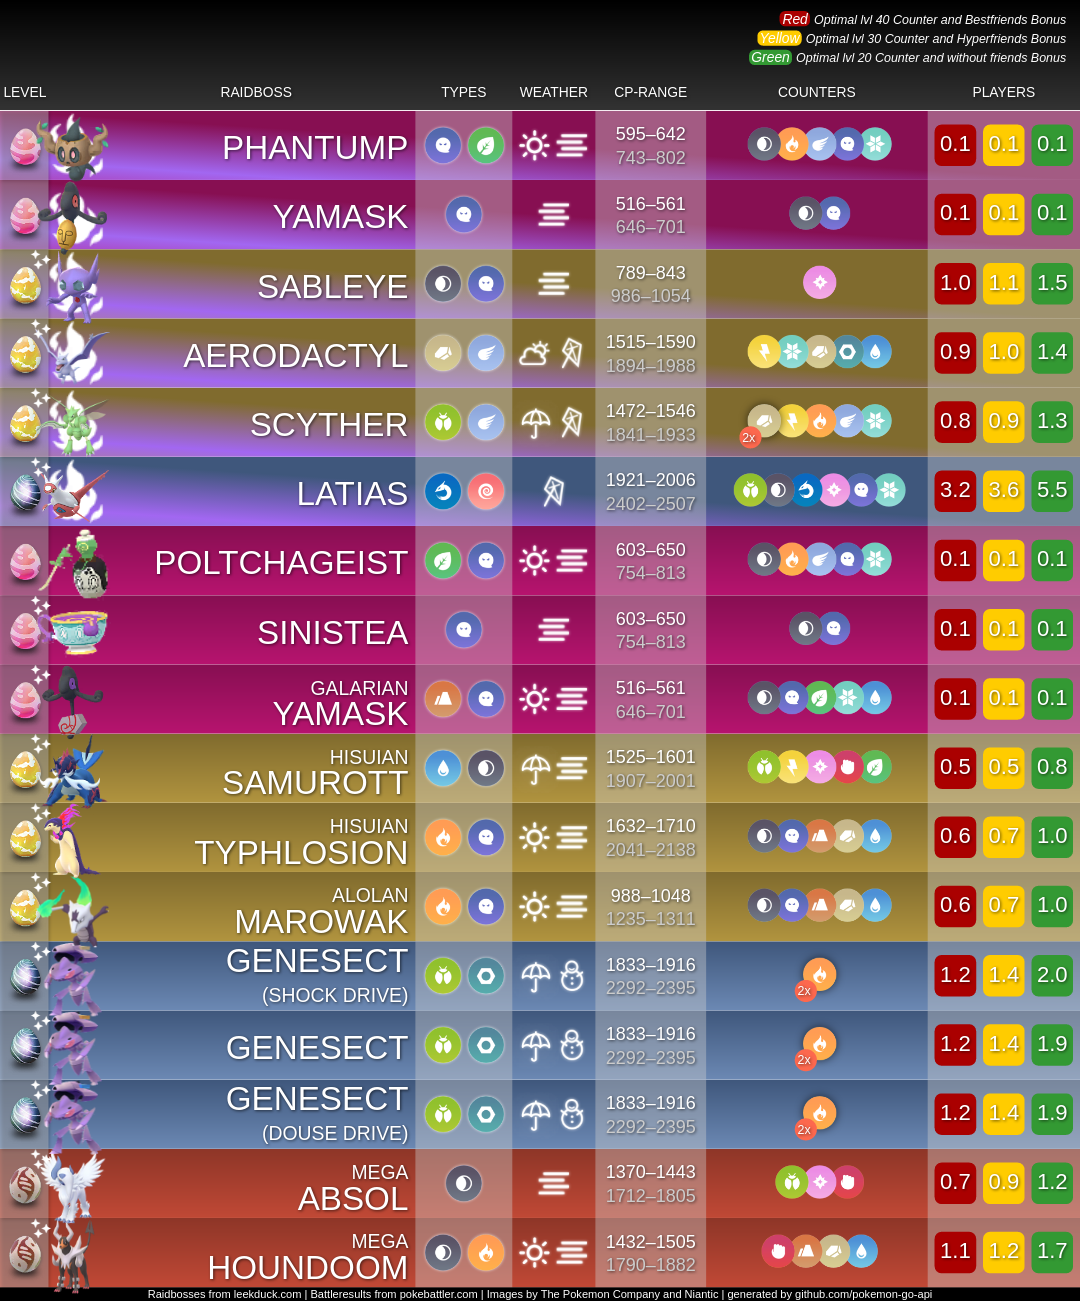 Red Optimal lvl 40 Counter and Bestfriends Bonus
Yellow Optimal lvl 30 Counter and Hyperfriends Bonus
Green Optimal lvl 20 Counter and without friends Bonus
LEVEL RAIDBOSS TYPES WEATHER CP-RANGE COUNTERS PLAYERS
PHANTUMP 595–642 0.1 0.1 0.1
743–802
YAMASK 516–561 0.1 0.1 0.1
646–701
SABLEYE 789–843 1.0 1.1 1.5
986–1054
AERODACTYL 1515–1590 0.9 1.0 1.4
1894–1988
SCYTHER 1472–1546 0.8 0.9 1.3
1841–1933 2x
LATIAS 1921–2006 3.2 3.6 5.5
2402–2507
POLTCHAGEIST 603–650 0.1 0.1 0.1
754–813
SINISTEA 603–650 0.1 0.1 0.1
754–813
GALARIAN
YAMASK 516–561 0.1 0.1 0.1
646–701
HISUIAN
SAMUROTT 1525–1601 0.5 0.5 0.8
1907–2001
HISUIAN
TYPHLOSION 1632–1710 0.6 0.7 1.0
2041–2138
ALOLAN
MAROWAK 988–1048 0.6 0.7 1.0
1235–1311
GENESECT 1833–1916 1.2 1.4 2.0
(SHOCK DRIVE) 2292–2395 2x
GENESECT 1833–1916 1.2 1.4 1.9
2292–2395 2x
GENESECT 1833–1916 1.2 1.4 1.9
(DOUSE DRIVE) 2292–2395 2x
MEGA
ABSOL 1370–1443 0.7 0.9 1.2
1712–1805
MEGA
HOUNDOOM 1432–1505 1.1 1.2 1.7
1790–1882
Raidbosses from leekduck.com | Battleresults from pokebattler.com | Images by The Pokemon Company and Niantic | generated by github.com/pokemon-go-api